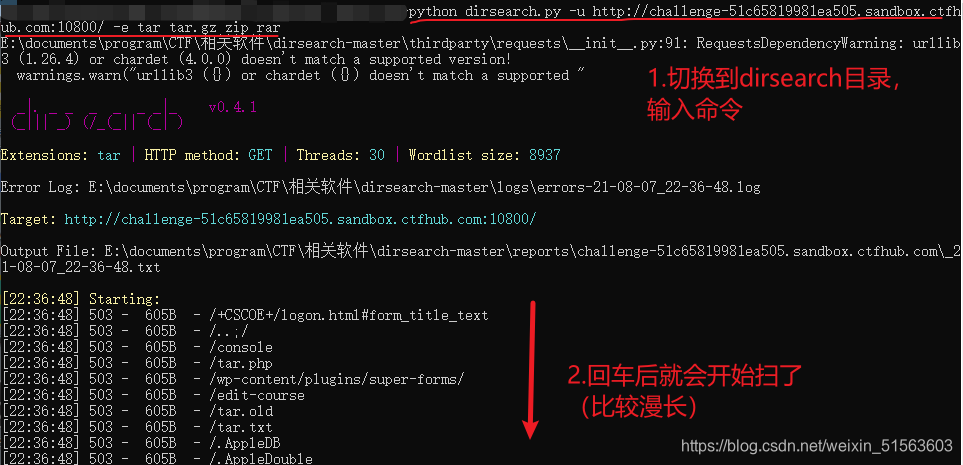 python dirsearch.py -u http://challenge-51c65819981ea505.sandbox.ctfh
ub.com:10800/ -e tar tar.gz zip rar
E:\documents\program\CTF\相关软件\dirsearch-master\thirdparty\requests\__init__.py:91: RequestsDependencyWarning: urllib
3 (1.26.4) or chardet (4.0.0) doesn't match a supported version!
warnings.warn("urllib3 ({}) or chardet ({}) doesn't match a supported "
1.切换到dirsearch目录，
输入命令
dirsearch v0.4.1
Extensions: tar | HTTP method: GET | Threads: 30 | Wordlist size: 8937
Error Log: E:\documents\program\CTF\相关软件\dirsearch-master\logs\errors-21-08-07_22-36-48.log
Target: http://challenge-51c65819981ea505.sandbox.ctfhub.com:10800/
Output File: E:\documents\program\CTF\相关软件\dirsearch-master\reports\challenge-51c65819981ea505.sandbox.ctfhub.com\_2
1-08-07_22-36-48.txt
[22:36:48] Starting:
[22:36:48] 503 -  605B  - /+CSCOE+/logon.html#form_title_text
[22:36:48] 503 -  605B  - /..;/
[22:36:48] 503 -  605B  - /console
[22:36:48] 503 -  605B  - /tar.php
[22:36:48] 503 -  605B  - /wp-content/plugins/super-forms/
[22:36:48] 503 -  605B  - /edit-course
[22:36:48] 503 -  605B  - /tar.old
[22:36:48] 503 -  605B  - /tar.txt
[22:36:48] 503 -  605B  - /.AppleDB
[22:36:48] 503 -  605B  - /.AppleDouble
2.回车后就会开始扫了
（比较漫长）
https://blog.csdn.net/weixin_51563603